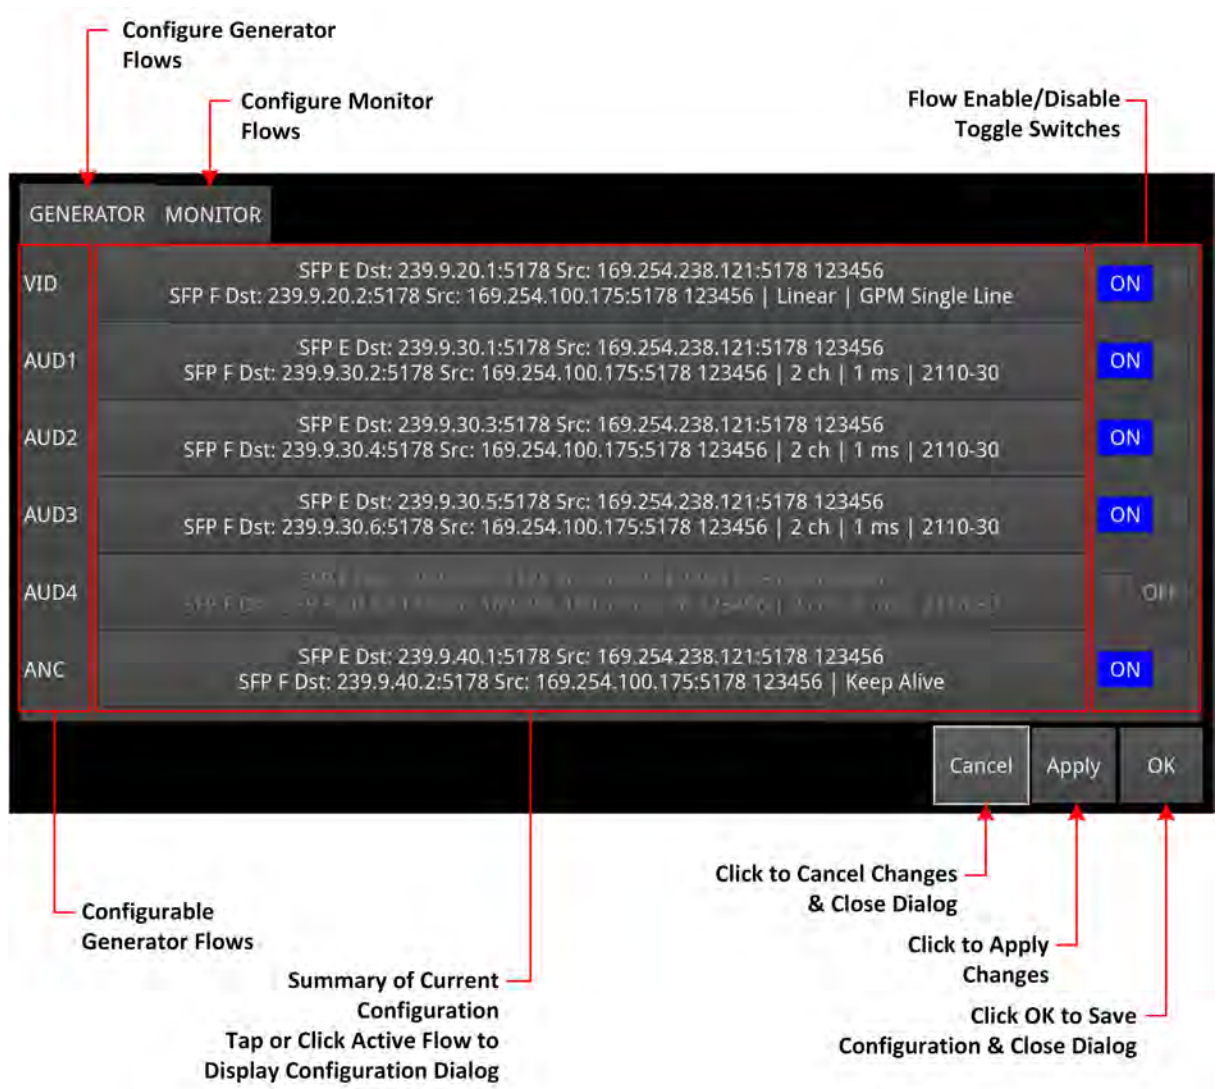 Configure Generator
Flows
Configure Monitor
Flows
Flow Enable/Disable
Toggle Switches
GENERATOR MONITOR
VID
SFP E Dst: 239.9.20.1:5178 Src: 169.254.238.121:5178 123456
SFP F Dst: 239.9.20.2:5178 Src: 169.254.100.175:5178 123456 | Linear | GPM Single Line
ON
AUD1
SFP E Dst: 239.9.30.1:5178 Src: 169.254.238.121:5178 123456
SFP F Dst: 239.9.30.2:5178 Src: 169.254.100.175:5178 123456 | 2 ch | 1 ms | 2110-30
ON
AUD2
SFP E Dst: 239.9.30.3:5178 Src: 169.254.238.121:5178 123456
SFP F Dst: 239.9.30.4:5178 Src: 169.254.100.175:5178 123456 | 2 ch | 1 ms | 2110-30
ON
AUD3
SFP E Dst: 239.9.30.5:5178 Src: 169.254.238.121:5178 123456
SFP F Dst: 239.9.30.6:5178 Src: 169.254.100.175:5178 123456 | 2 ch | 1 ms | 2110-30
ON
AUD4
OFF
ANC
SFP E Dst: 239.9.40.1:5178 Src: 169.254.238.121:5178 123456
SFP F Dst: 239.9.40.2:5178 Src: 169.254.100.175:5178 123456 | Keep Alive
ON
Cancel Apply OK
Click to Cancel Changes
& Close Dialog
Configurable
Generator Flows
Click to Apply
Changes
Summary of Current
Configuration
Tap or Click Active Flow to
Display Configuration Dialog
Click OK to Save
Configuration & Close Dialog